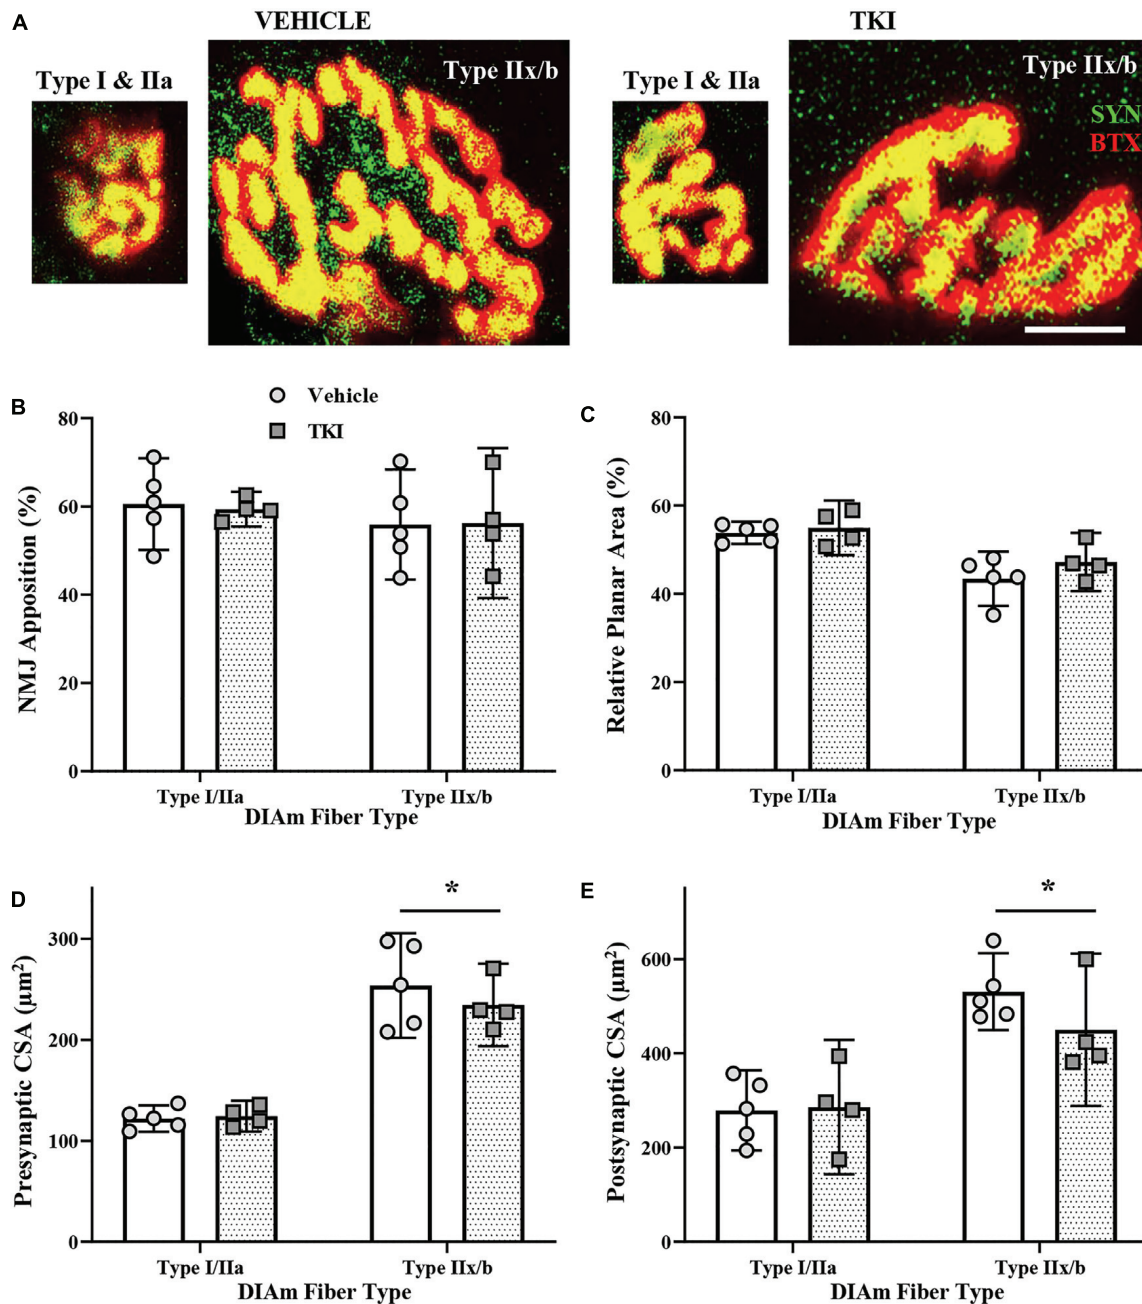 A
VEHICLE
TKI
Type I & IIa
Type IIx/b
Type I & IIa
Type IIx/b
SYN
BTX
B
Vehicle
TKI
80
60
40
20
0
NMJ Apposition (%)
Type I/IIa
Type IIx/b
DIAm Fiber Type
C
80
60
40
20
0
Relative Planar Area (%)
Type I/IIa
Type IIx/b
DIAm Fiber Type
D
*
300
200
100
0
Presynaptic CSA (µm²)
Type I/IIa
Type IIx/b
DIAm Fiber Type
E
*
600
400
200
0
Postsynaptic CSA (µm²)
Type I/IIa
Type IIx/b
DIAm Fiber Type